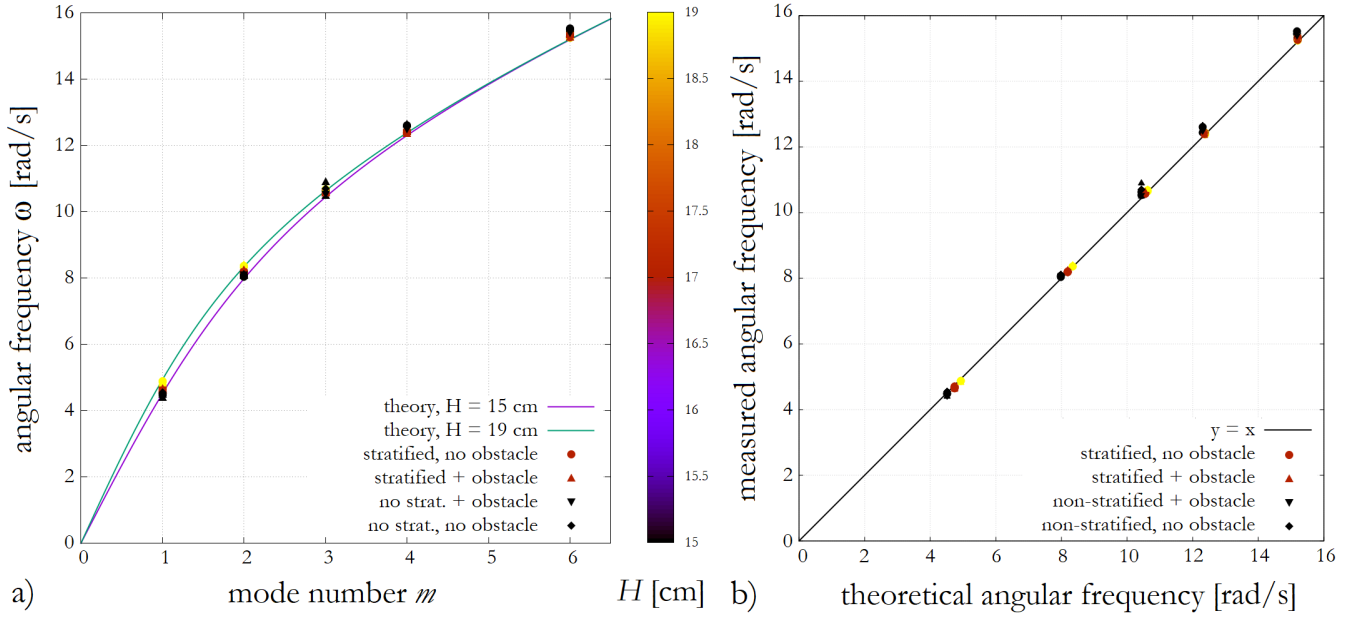 16
14
12
10
8
6
4
2
0
angular frequency ω [rad/s]
theory, H = 15 cm
theory, H = 19 cm
stratified, no obstacle
stratified + obstacle
no strat. + obstacle
no strat., no obstacle
0 1 2 3 4 5 6
a)
mode number m
19
18.5
18
17.5
17
16.5
16
15.5
15
H [cm]
16
14
12
10
8
6
4
2
0
measured angular frequency [rad/s]
y = x
stratified, no obstacle
stratified + obstacle
non-stratified + obstacle
non-stratified, no obstacle
0 2 4 6 8 10 12 14 16
b)
theoretical angular frequency [rad/s]